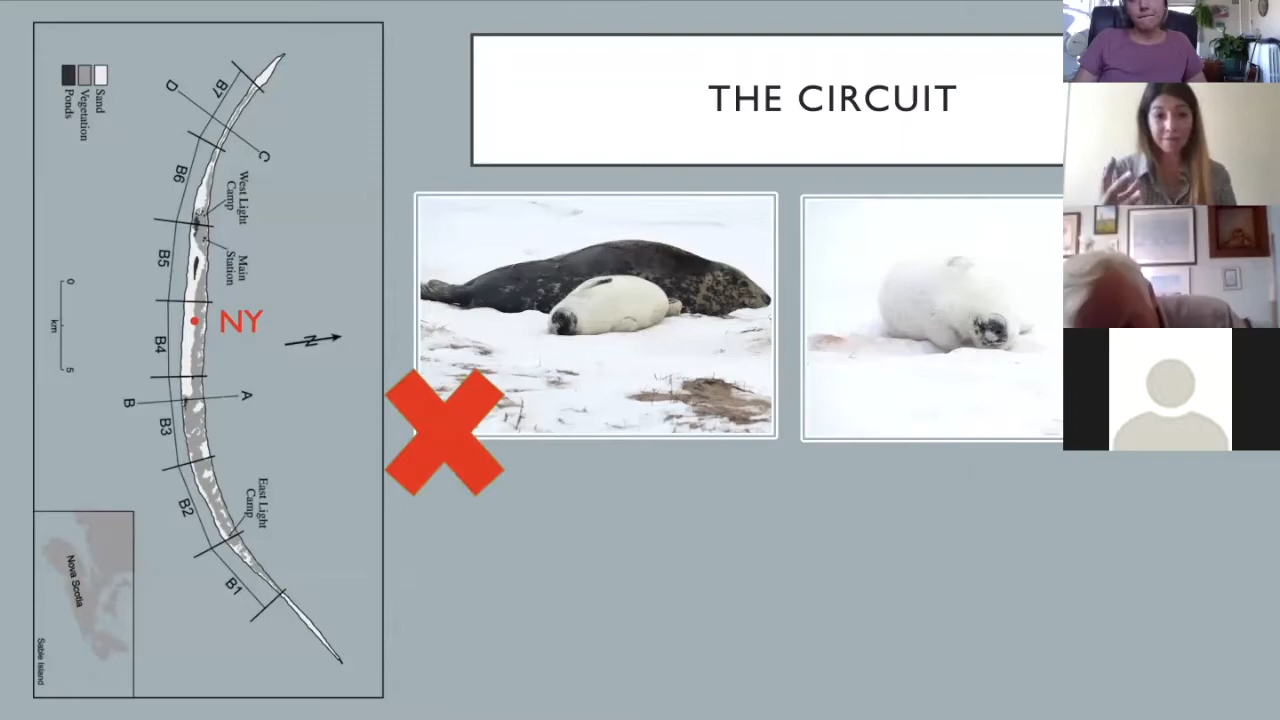 THE CIRCUIT
Sand
Vegetation
Ponds
B7
D
C
B6
West Light
Camp
Main
Station
B5
0
km
5
NY
B4
N
A
B
B3
East Light
Camp
B2
B1
Nova Scotia
Sable Island